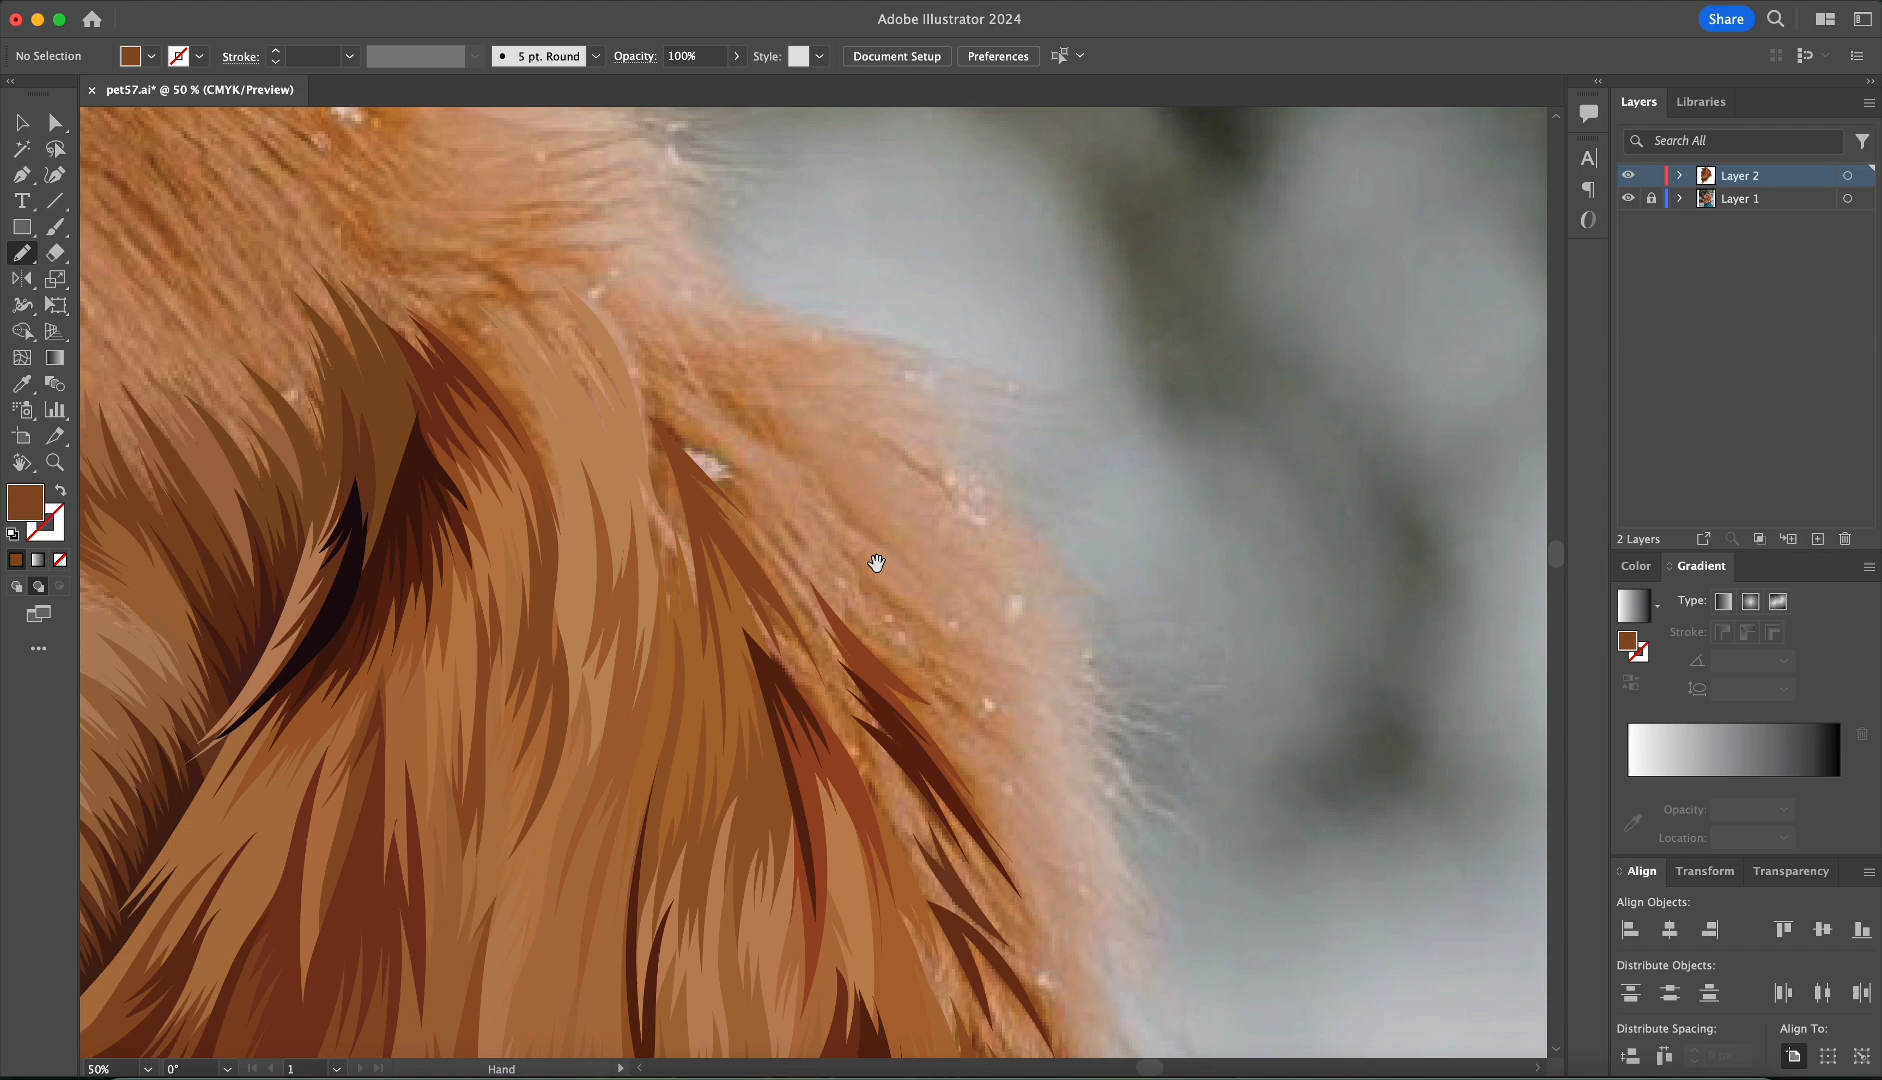 Adobe Illustrator 2024
Share
No Selection
Stroke:
5 pt. Round
Opacity:
100%
Style:
Document Setup
Preferences
pet57.ai* @ 50 % (CMYK/Preview)
Layers
Libraries
Search All
Layer 2
Layer 1
2 Layers
Color
Gradient
Type:
Stroke:
Opacity:
Location:
Align
Transform
Transparency
Align Objects:
Distribute Objects:
Distribute Spacing:
Align To:
0 px
50%
0°
1
Hand